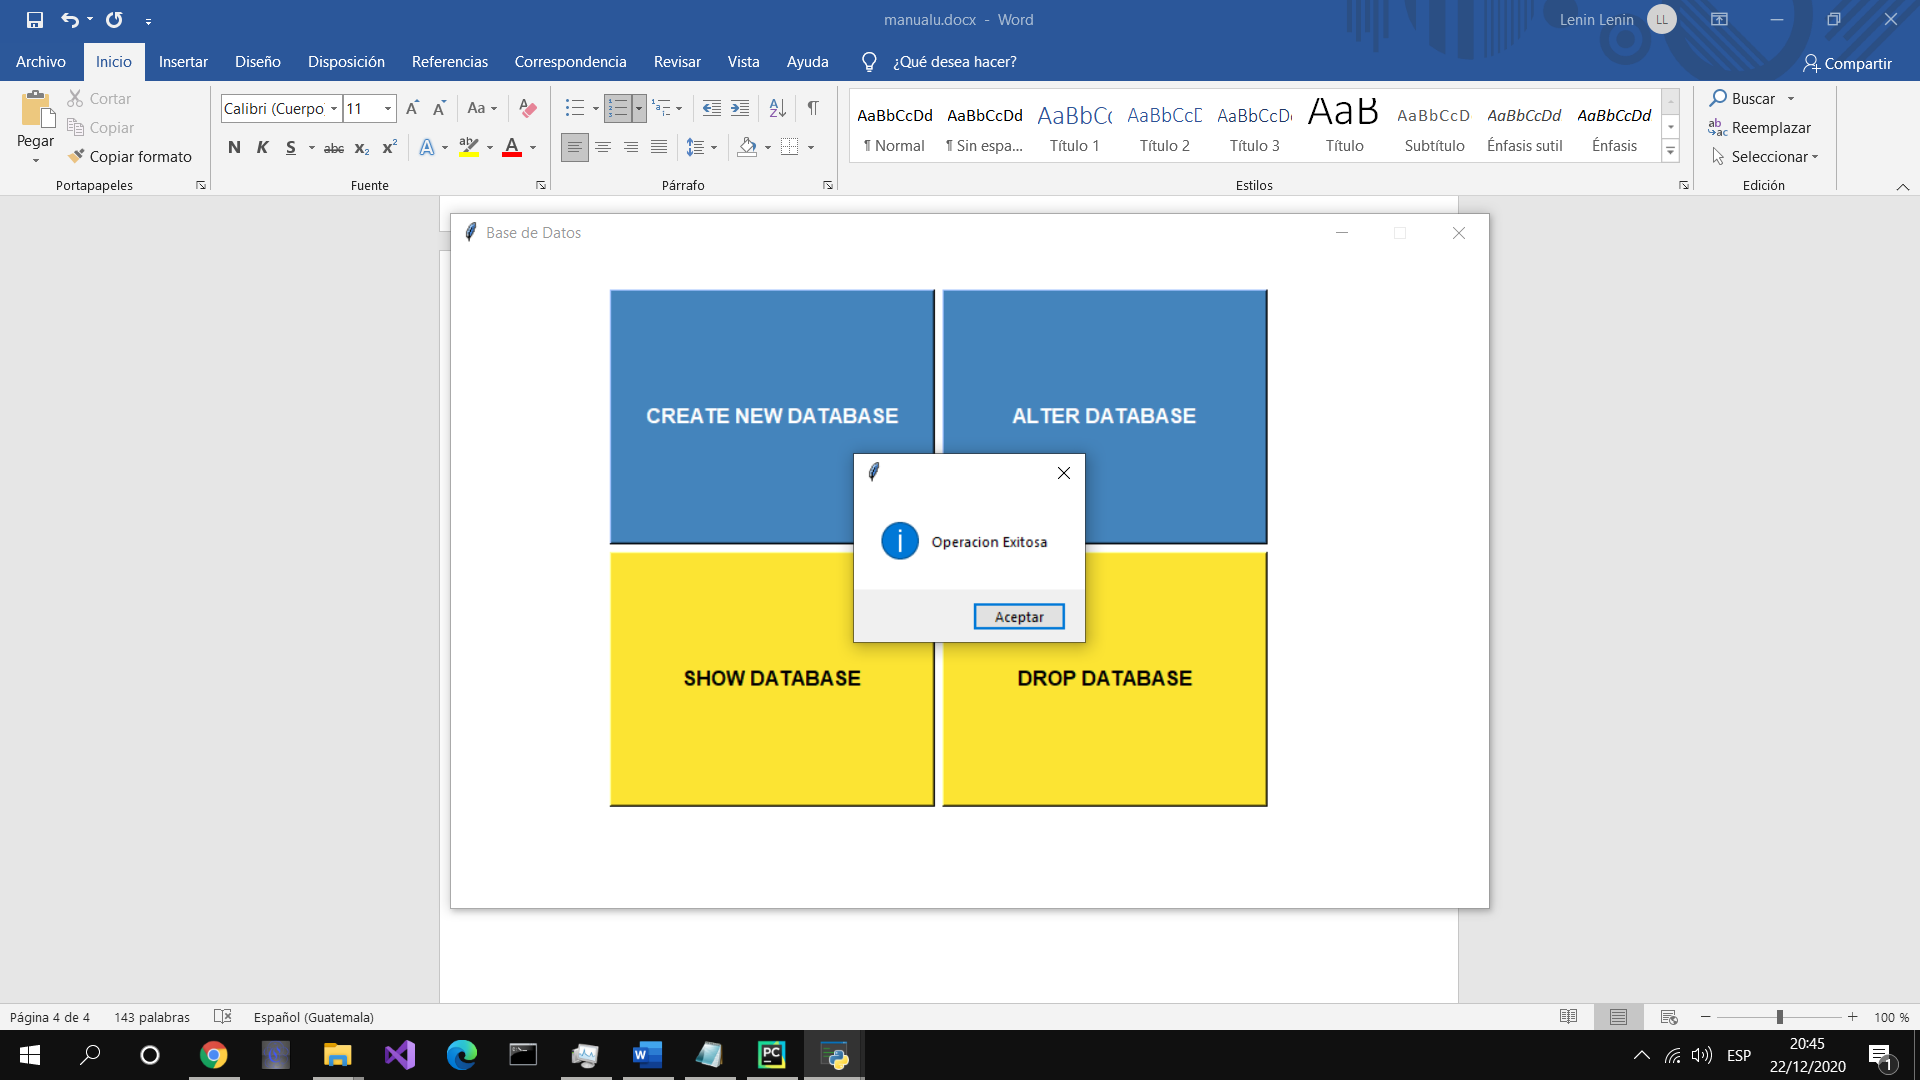 manualu.docx - Word
Lenin Lenin
LL
Archivo
Inicio
Insertar
Diseño
Disposición
Referencias
Correspondencia
Revisar
Vista
Ayuda
¿Qué desea hacer?
Compartir
Pegar
Cortar
Copiar
Copiar formato
Portapapeles
Calibri (Cuerpo
11
Aa
N K S abc x₂ x²
A ab A
Fuente
Párrafo
AaBbCcDd AaBbCcDd AaBbCc AaBbCcD AaBbCcD AaB AaBbCcD AaBbCcDd AaBbCcDd
¶ Normal ¶ Sin espa... Título 1 Título 2 Título 3 Título Subtítulo Énfasis sutil Énfasis
Estilos
Buscar
Reemplazar
Seleccionar
Edición
Base de Datos
CREATE NEW DATABASE
ALTER DATABASE
Operacion Exitosa
Aceptar
SHOW DATABASE
DROP DATABASE
Página 4 de 4
143 palabras
Español (Guatemala)
100 %
ESP
20:45
22/12/2020
1